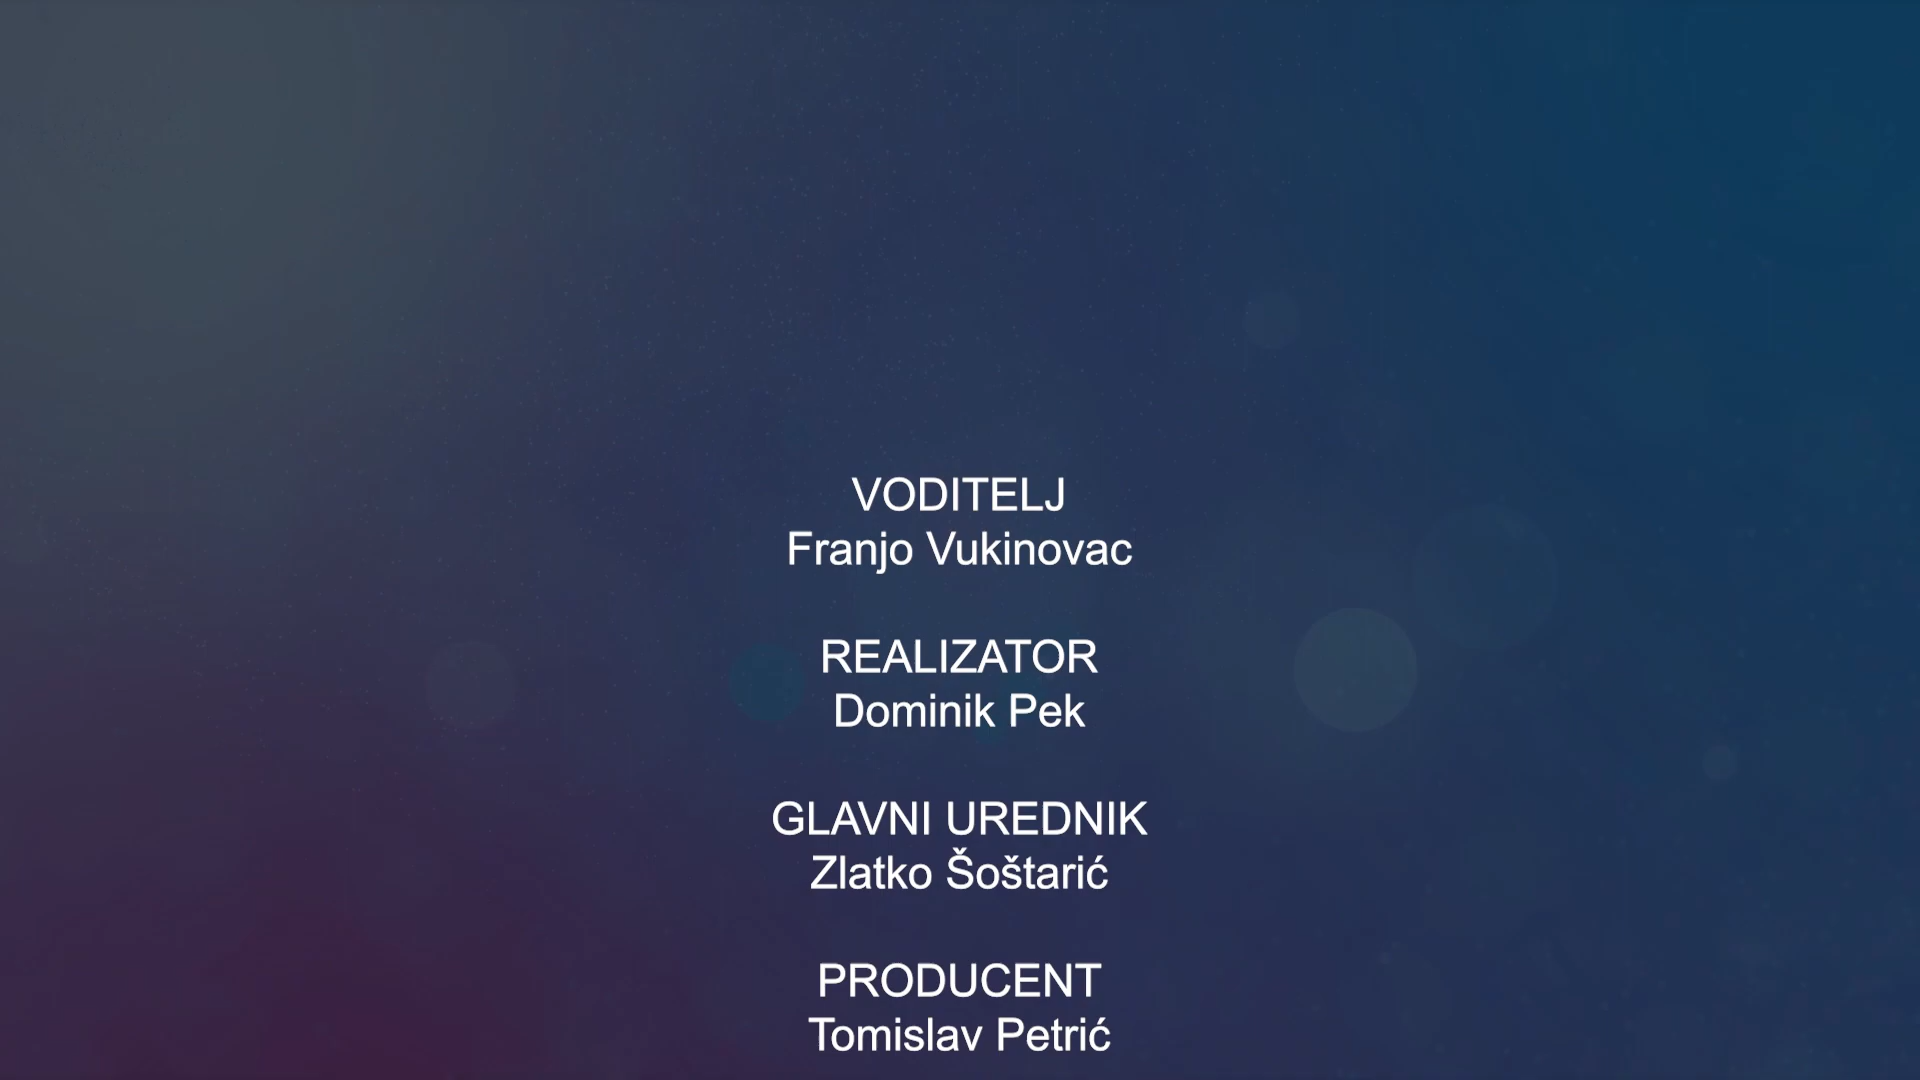 VODITELJ
Franjo Vukinovac
REALIZATOR
Dominik Pek
GLAVNI UREDNIK
Zlatko Šoštarić
PRODUCENT
Tomislav Petrić